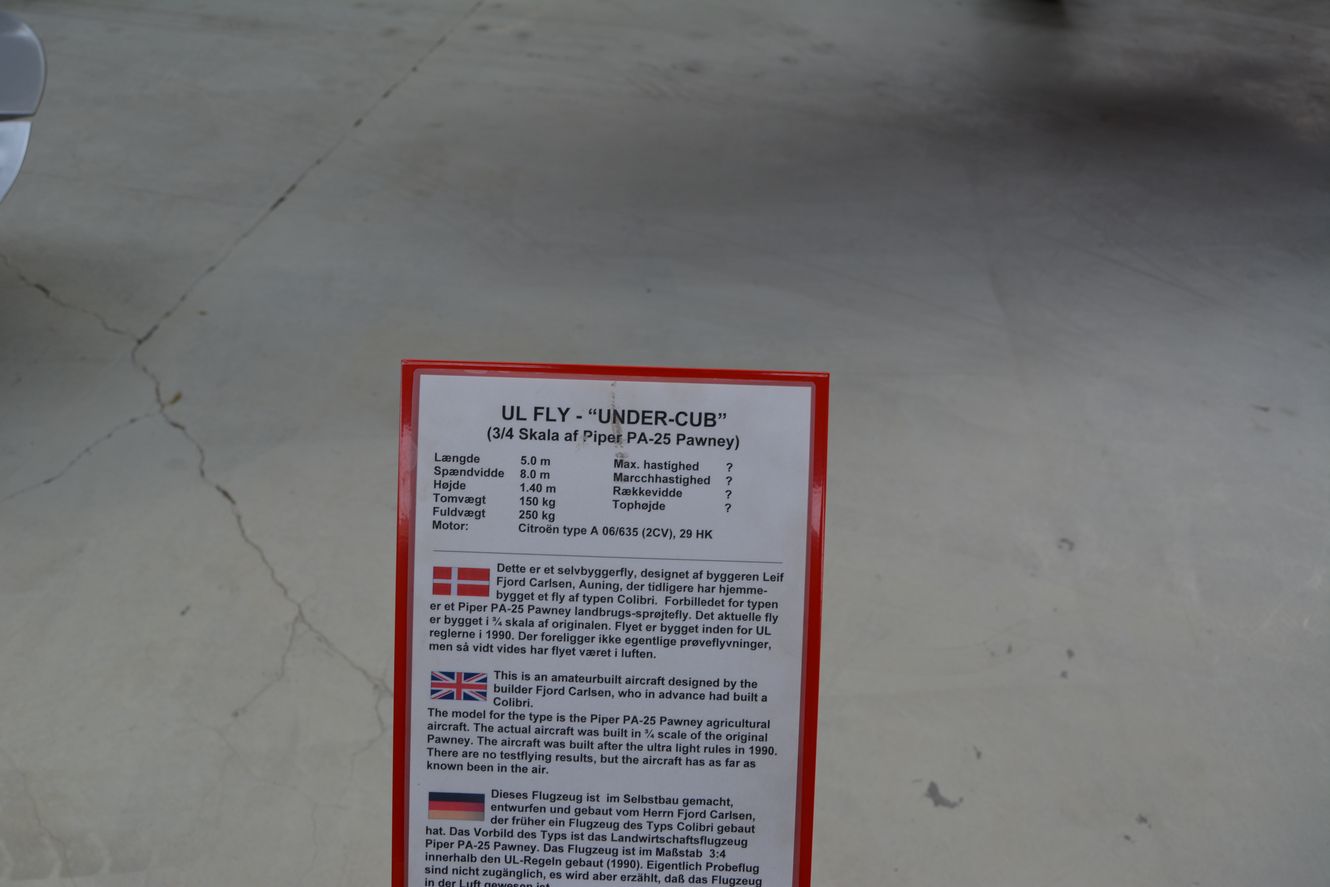 UL FLY - “UNDER-CUB”
(3/4 Skala af Piper PA-25 Pawney)
Længde 5.0 m Max. hastighed ?
Spændvidde 8.0 m Marcchhastighed ?
Højde 1.40 m Rækkevidde ?
Tomvægt 150 kg Tophøjde ?
Fuldvægt 250 kg
Motor: Citroën type A 06/635 (2CV), 29 HK
Dette er et selvbyggerfly, designet af byggeren Leif
Fjord Carlsen, Auning, der tidligere har hjemme-
bygget et fly af typen Colibri. Forbilledet for typen
er et Piper PA-25 Pawney landbrugs-sprøjtefly. Det aktuelle fly
er bygget i ¾ skala af originalen. Flyet er bygget inden for UL
reglerne i 1990. Der foreligger ikke egentlige prøveflyvninger,
men så vidt vides har flyet været i luften.
This is an amateurbuilt aircraft designed by the
builder Fjord Carlsen, who in advance had built a
Colibri.
The model for the type is the Piper PA-25 Pawney agricultural
aircraft. The actual aircraft was built in ¾ scale of the original
Pawney. The aircraft was built after the ultra light rules in 1990.
There are no testflying results, but the aircraft has as far as
known been in the air.
Dieses Flugzeug ist im Selbstbau gemacht,
entwurfen und gebaut vom Herrn Fjord Carlsen,
der früher ein Flugzeug des Typs Colibri gebaut
hat. Das Vorbild des Typs ist das Landwirtschaftsflugzeug
Piper PA-25 Pawney. Das Flugzeug ist im Maßstab 3:4
innerhalb den UL-Regeln gebaut (1990). Eigentlich Probeflug
sind nicht zugänglich, es wird aber erzählt, daß das Flugzeug
in der Luft gewesen ist.